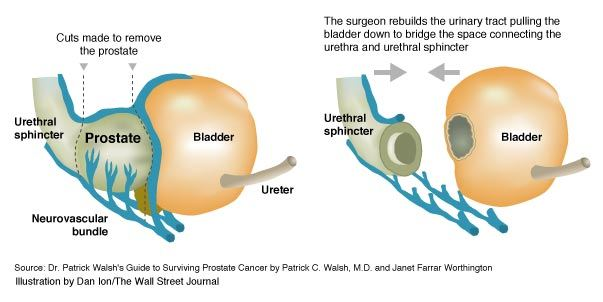 Cuts made to remove
the prostate
Urethral
sphincter
Prostate
Bladder
Ureter
Neurovascular
bundle
The surgeon rebuilds the urinary tract pulling the
bladder down to bridge the space connecting the
urethra and urethral sphincter
Urethral
sphincter
Bladder
Source: Dr. Patrick Walsh's Guide to Surviving Prostate Cancer by Patrick C. Walsh, M.D. and Janet Farrar Worthington
Illustration by Dan Ion/The Wall Street Journal